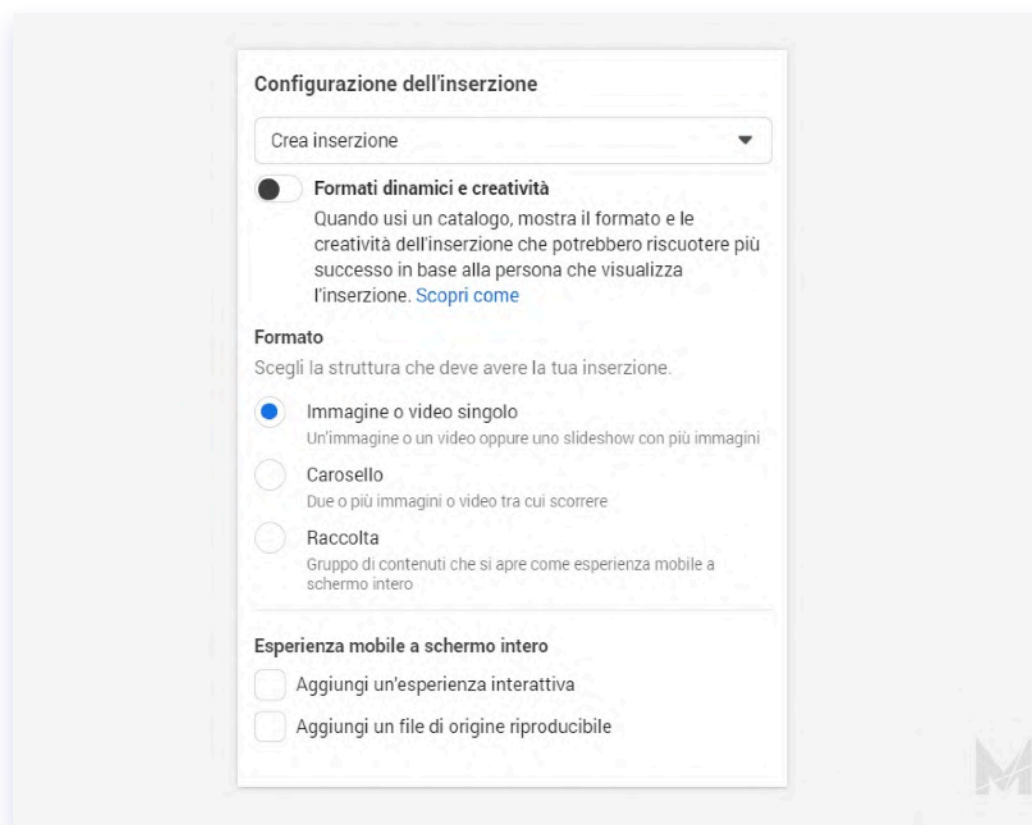 Configurazione dell'inserzione
Crea inserzione
Formati dinamici e creatività
Quando usi un catalogo, mostra il formato e le
creatività dell'inserzione che potrebbero riscuotere più
successo in base alla persona che visualizza
l'inserzione. Scopri come
Formato
Scegli la struttura che deve avere la tua inserzione.
Immagine o video singolo
Un'immagine o un video oppure uno slideshow con più immagini
Carosello
Due o più immagini o video tra cui scorrere
Raccolta
Gruppo di contenuti che si apre come esperienza mobile a
schermo intero
Esperienza mobile a schermo intero
Aggiungi un'esperienza interattiva
Aggiungi un file di origine riproducibile
M